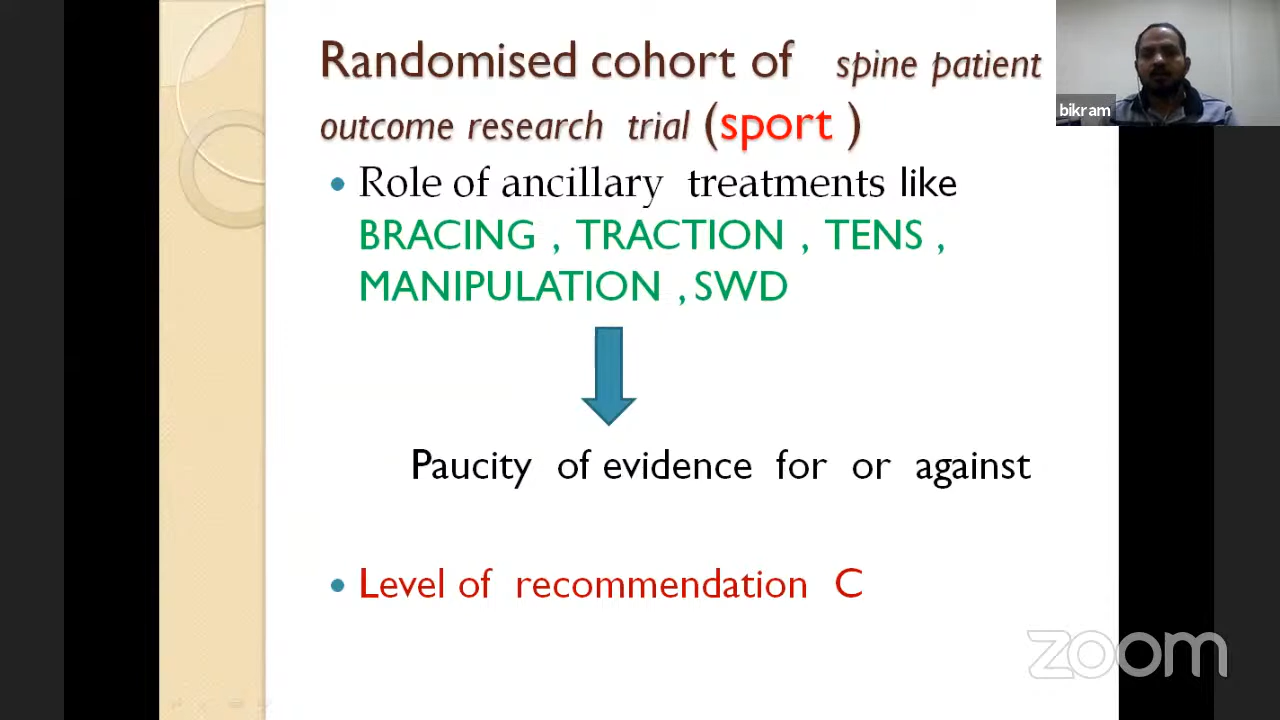 Randomised cohort of spine patient
outcome research trial (sport )
Role of ancillary treatments like
BRACING , TRACTION , TENS ,
MANIPULATION , SWD
Paucity of evidence for or against
Level of recommendation C
bikram
zoom